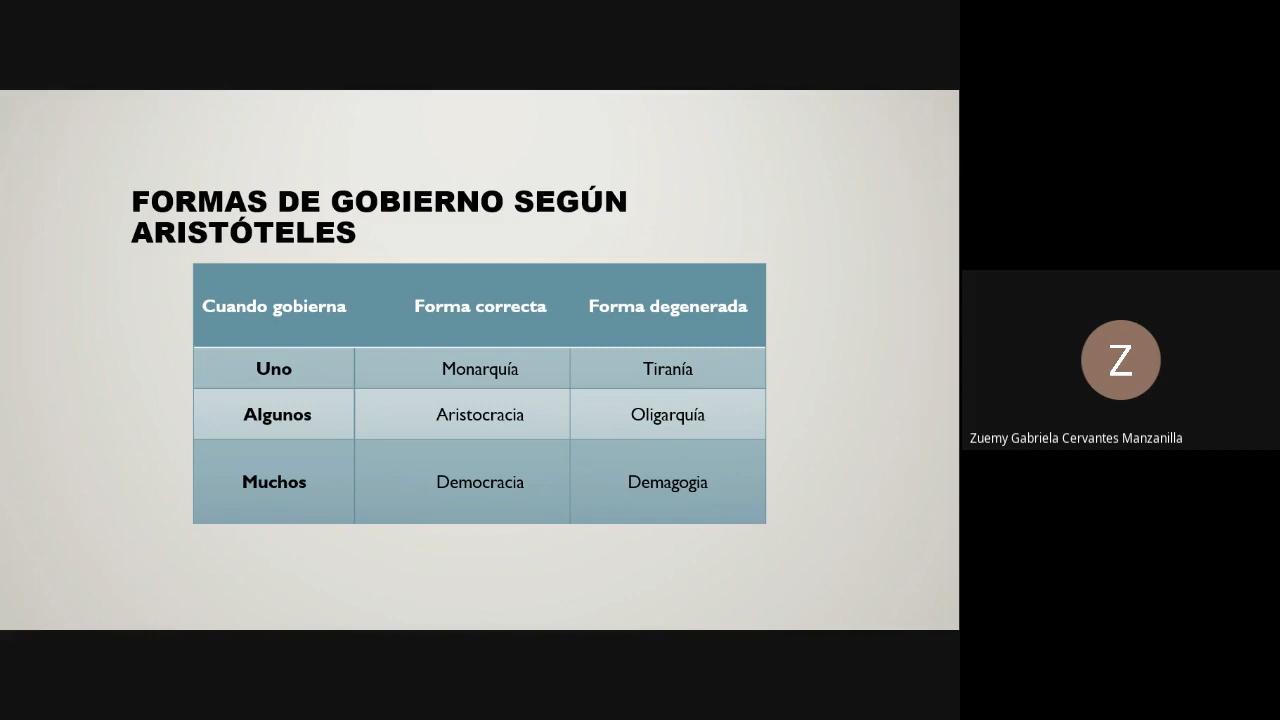 FORMAS DE GOBIERNO SEGÚN
ARISTÓTELES
Cuando gobierna Forma correcta Forma degenerada
Uno Monarquía Tiranía
Algunos Aristocracia Oligarquía
Muchos Democracia Demagogia
Z
Zuemy Gabriela Cervantes Manzanilla